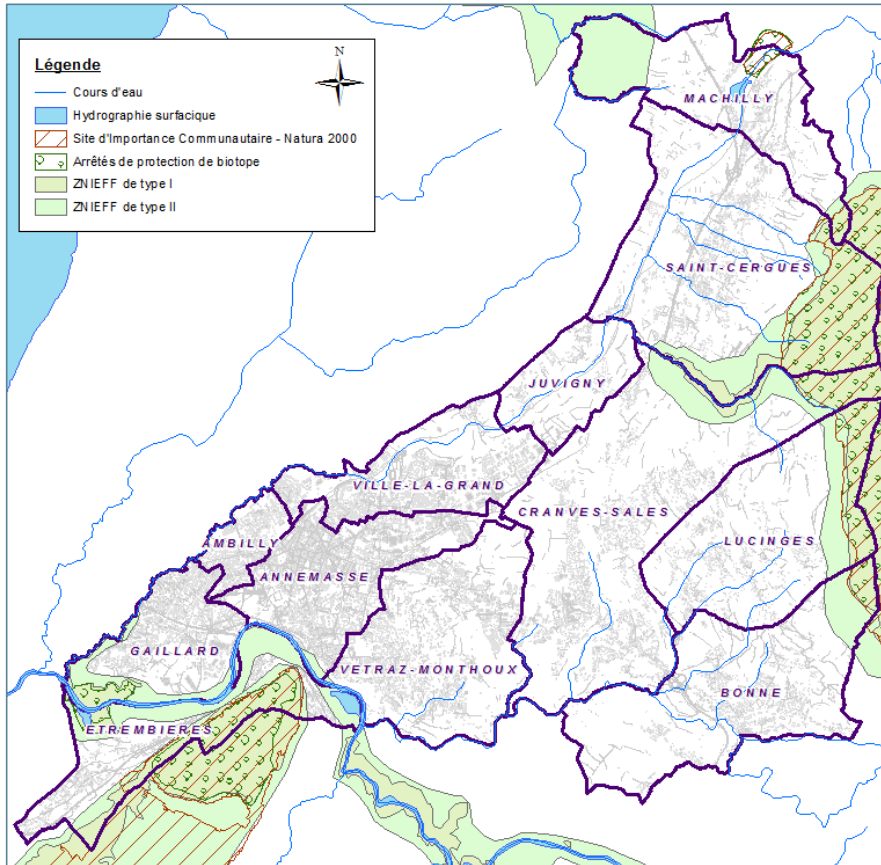 Légende
N
Cours d'eau
Hydrographie surfacique
Site d'Importance Communautaire - Natura 2000
Arrêtés de protection de biotope
ZNIEFF de type I
ZNIEFF de type II
MACHILLY
SAINT-CERGUES
JUVIGNY
VILLE-LA-GRAND
CRANVES-SALES
AMBILLY
LUCINGES
ANNEMASSE
GAILLARD
VETRAZ-MONTHOUX
BONNE
ETREMBIERES